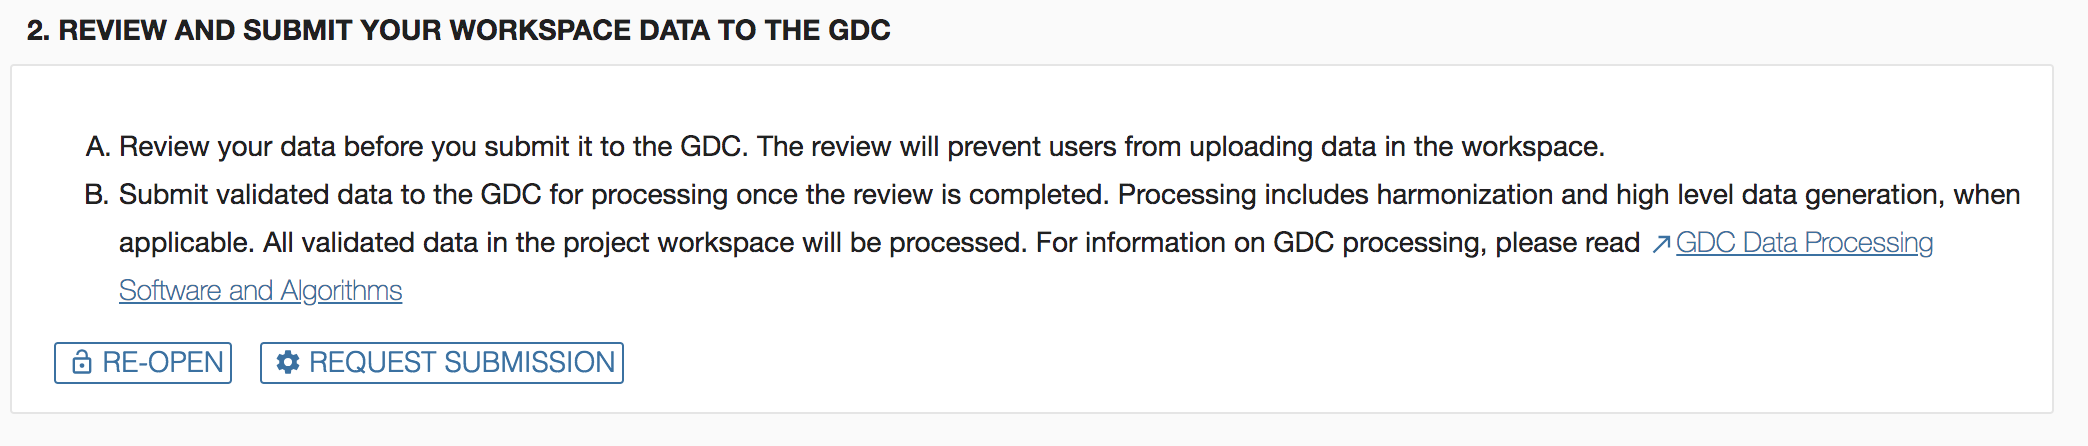 2. REVIEW AND SUBMIT YOUR WORKSPACE DATA TO THE GDC
A. Review your data before you submit it to the GDC. The review will prevent users from uploading data in the workspace.
B. Submit validated data to the GDC for processing once the review is completed. Processing includes harmonization and high level data generation, when
applicable. All validated data in the project workspace will be processed. For information on GDC processing, please read GDC Data Processing
Software and Algorithms
RE-OPEN REQUEST SUBMISSION